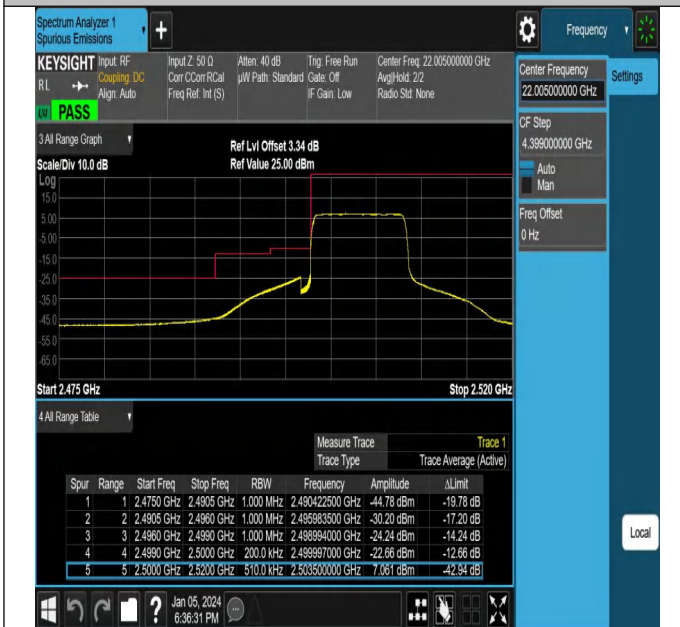 Spectrum Analyzer 1
Spurious Emissions
+
Frequency
KEYSIGHT Input: RF Input Z: 50 Ω Atten: 40 dB Trig: Free Run Center Freq: 22.005000000 GHz
RL Coupling: DC Corr CCorr RCal µW Path: Standard Gate: Off Avg|Hold: 2/2
Align: Auto Freq Ref: Int (S) IF Gain: Low Radio Std: None
PASS
Center Frequency
22.005000000 GHz
Settings
CF Step
4.399000000 GHz
Auto
Man
Freq Offset
0 Hz
Local
3 All Range Graph
Ref Lvl Offset 3.34 dB
Scale/Div 10.0 dB Ref Value 25.00 dBm
Log
15.0
5.00
-5.00
-15.0
-25.0
-35.0
-45.0
-55.0
-65.0
Start 2.475 GHz Stop 2.520 GHz
4 All Range Table
Measure Trace Trace 1
Trace Type Trace Average (Active)
Spur Range Start Freq Stop Freq RBW Frequency Amplitude ΔLimit
1 1 2.4750 GHz 2.4905 GHz 1.000 MHz 2.490422500 GHz -44.78 dBm -19.78 dB
2 2 2.4905 GHz 2.4960 GHz 1.000 MHz 2.495983500 GHz -30.20 dBm -17.20 dB
3 3 2.4960 GHz 2.4990 GHz 1.000 MHz 2.498994000 GHz -24.24 dBm -14.24 dB
4 4 2.4990 GHz 2.5000 GHz 200.0 kHz 2.499997000 GHz -22.66 dBm -12.66 dB
5 5 2.5000 GHz 2.5200 GHz 510.0 kHz 2.503500000 GHz 7.061 dBm -42.94 dB
?
Jan 05, 2024
6:36:31 PM